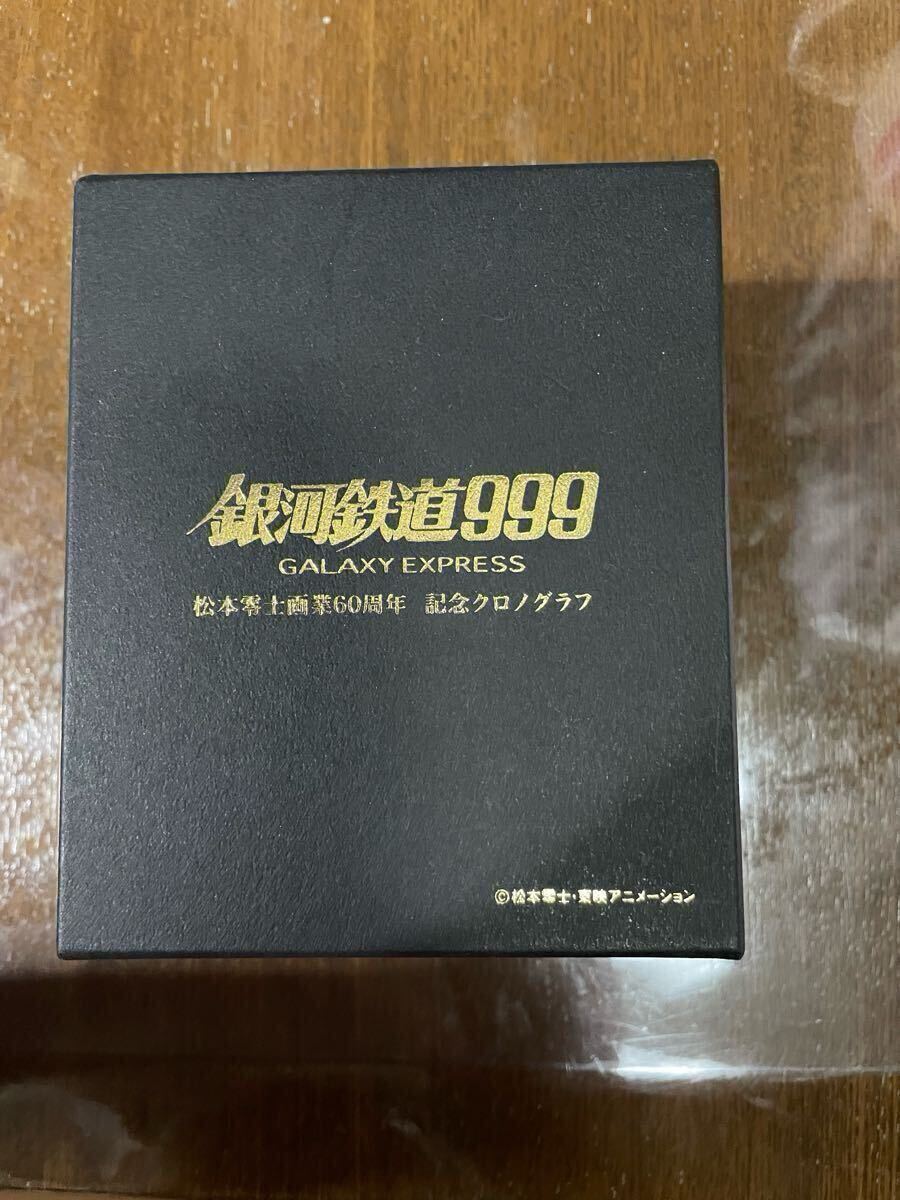 銀河鉄道999
GALAXY EXPRESS
松本零士画業60周年 記念クロノグラフ
©松本零士・東映アニメーション